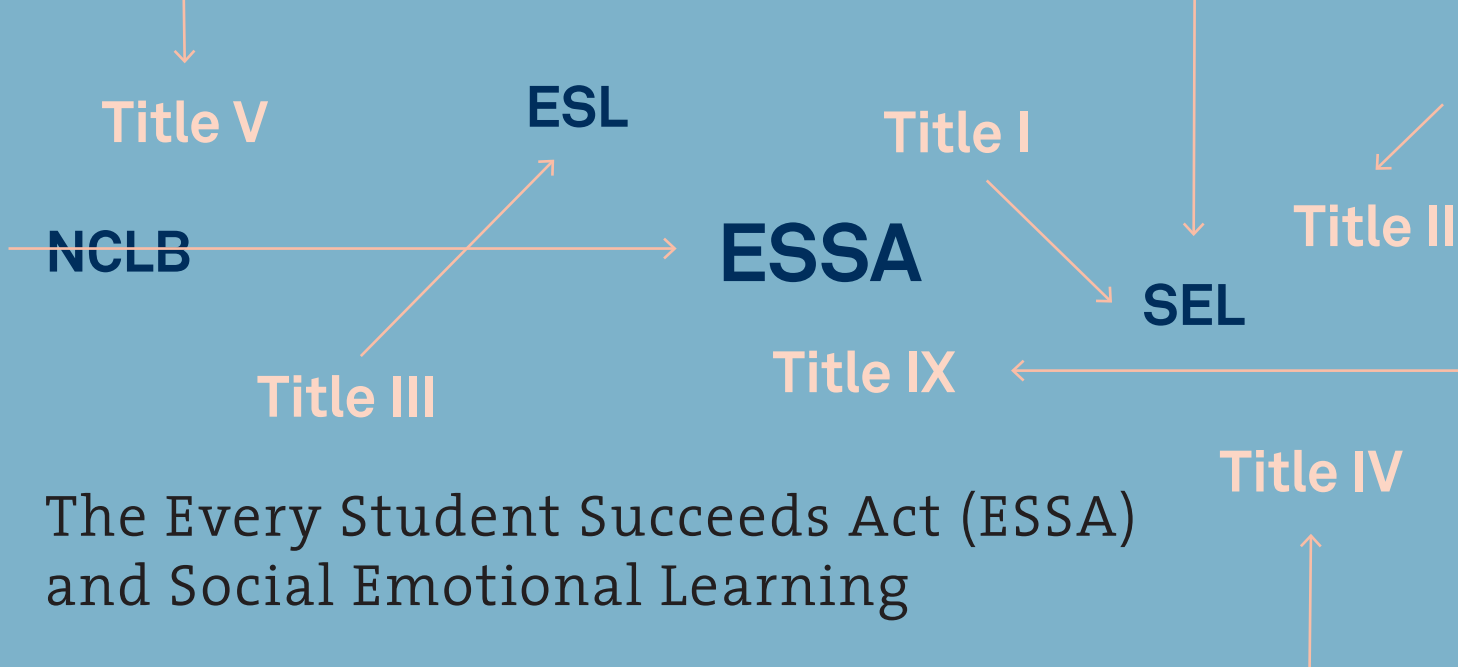 Title V
ESL
Title I
Title II
NCLB
ESSA
SEL
Title IX
Title III
Title IV
The Every Student Succeeds Act (ESSA)
and Social Emotional Learning